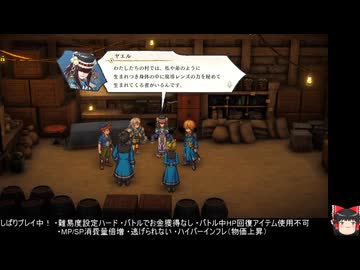 ヤエル
わたしたちの村では、私や弟のように
生まれつき身体の中に魔導レンズの力を秘めて
生まれてくる者がいるんです。
しばりプレイ中！ ・難易度設定ハード ・バトルでお金獲得なし ・バトル中HP回復アイテム使用不可
・MP/SP消費量倍増 ・逃げられない ・ハイパーインフレ(物価上昇)